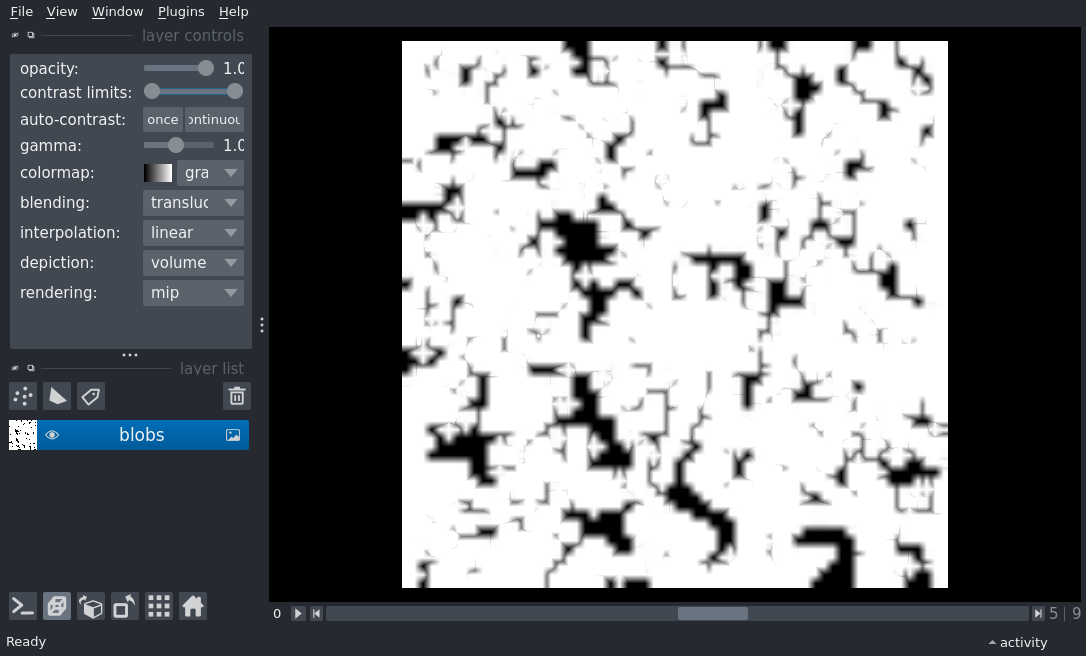 File View Window Plugins Help
layer controls
opacity: 1.0
contrast limits:
auto-contrast: once ontinuou
gamma: 1.0
colormap: gra
blending: transluc
interpolation: linear
depiction: volume
rendering: mip
layer list
blobs
0 5 | 9
Ready activity